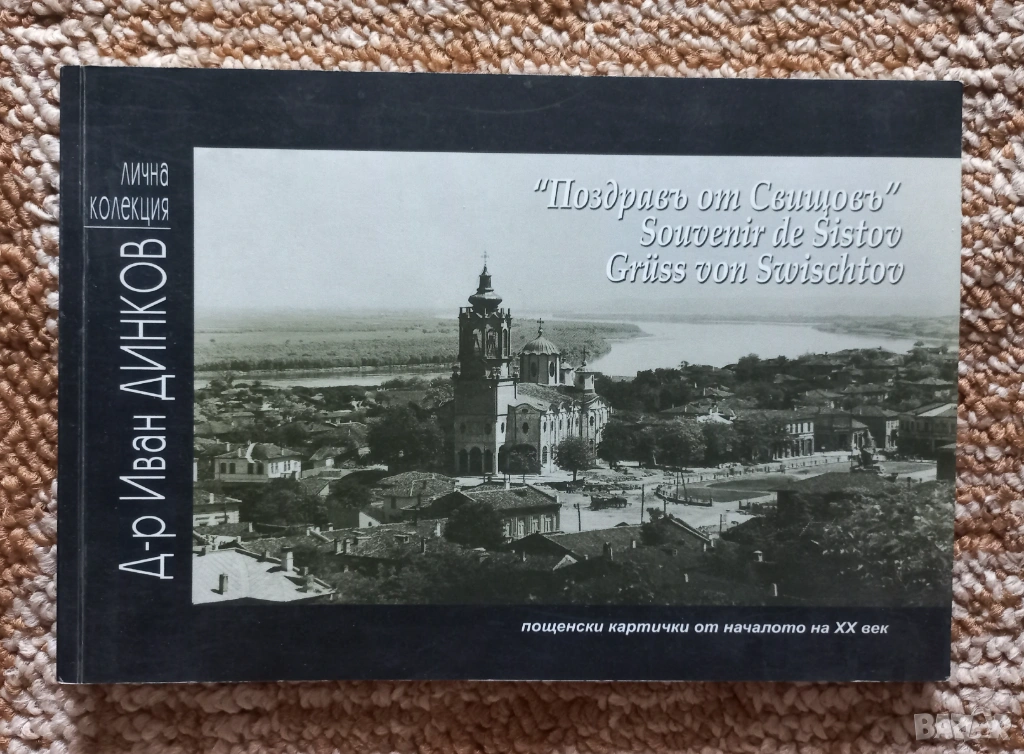 лична
колекция
Д-р Иван ДИНКОВ
"Поздравъ от Свищовъ"
Souvenir de Sistov
Grüss von Swischtov
пощенски картички от началото на XX век